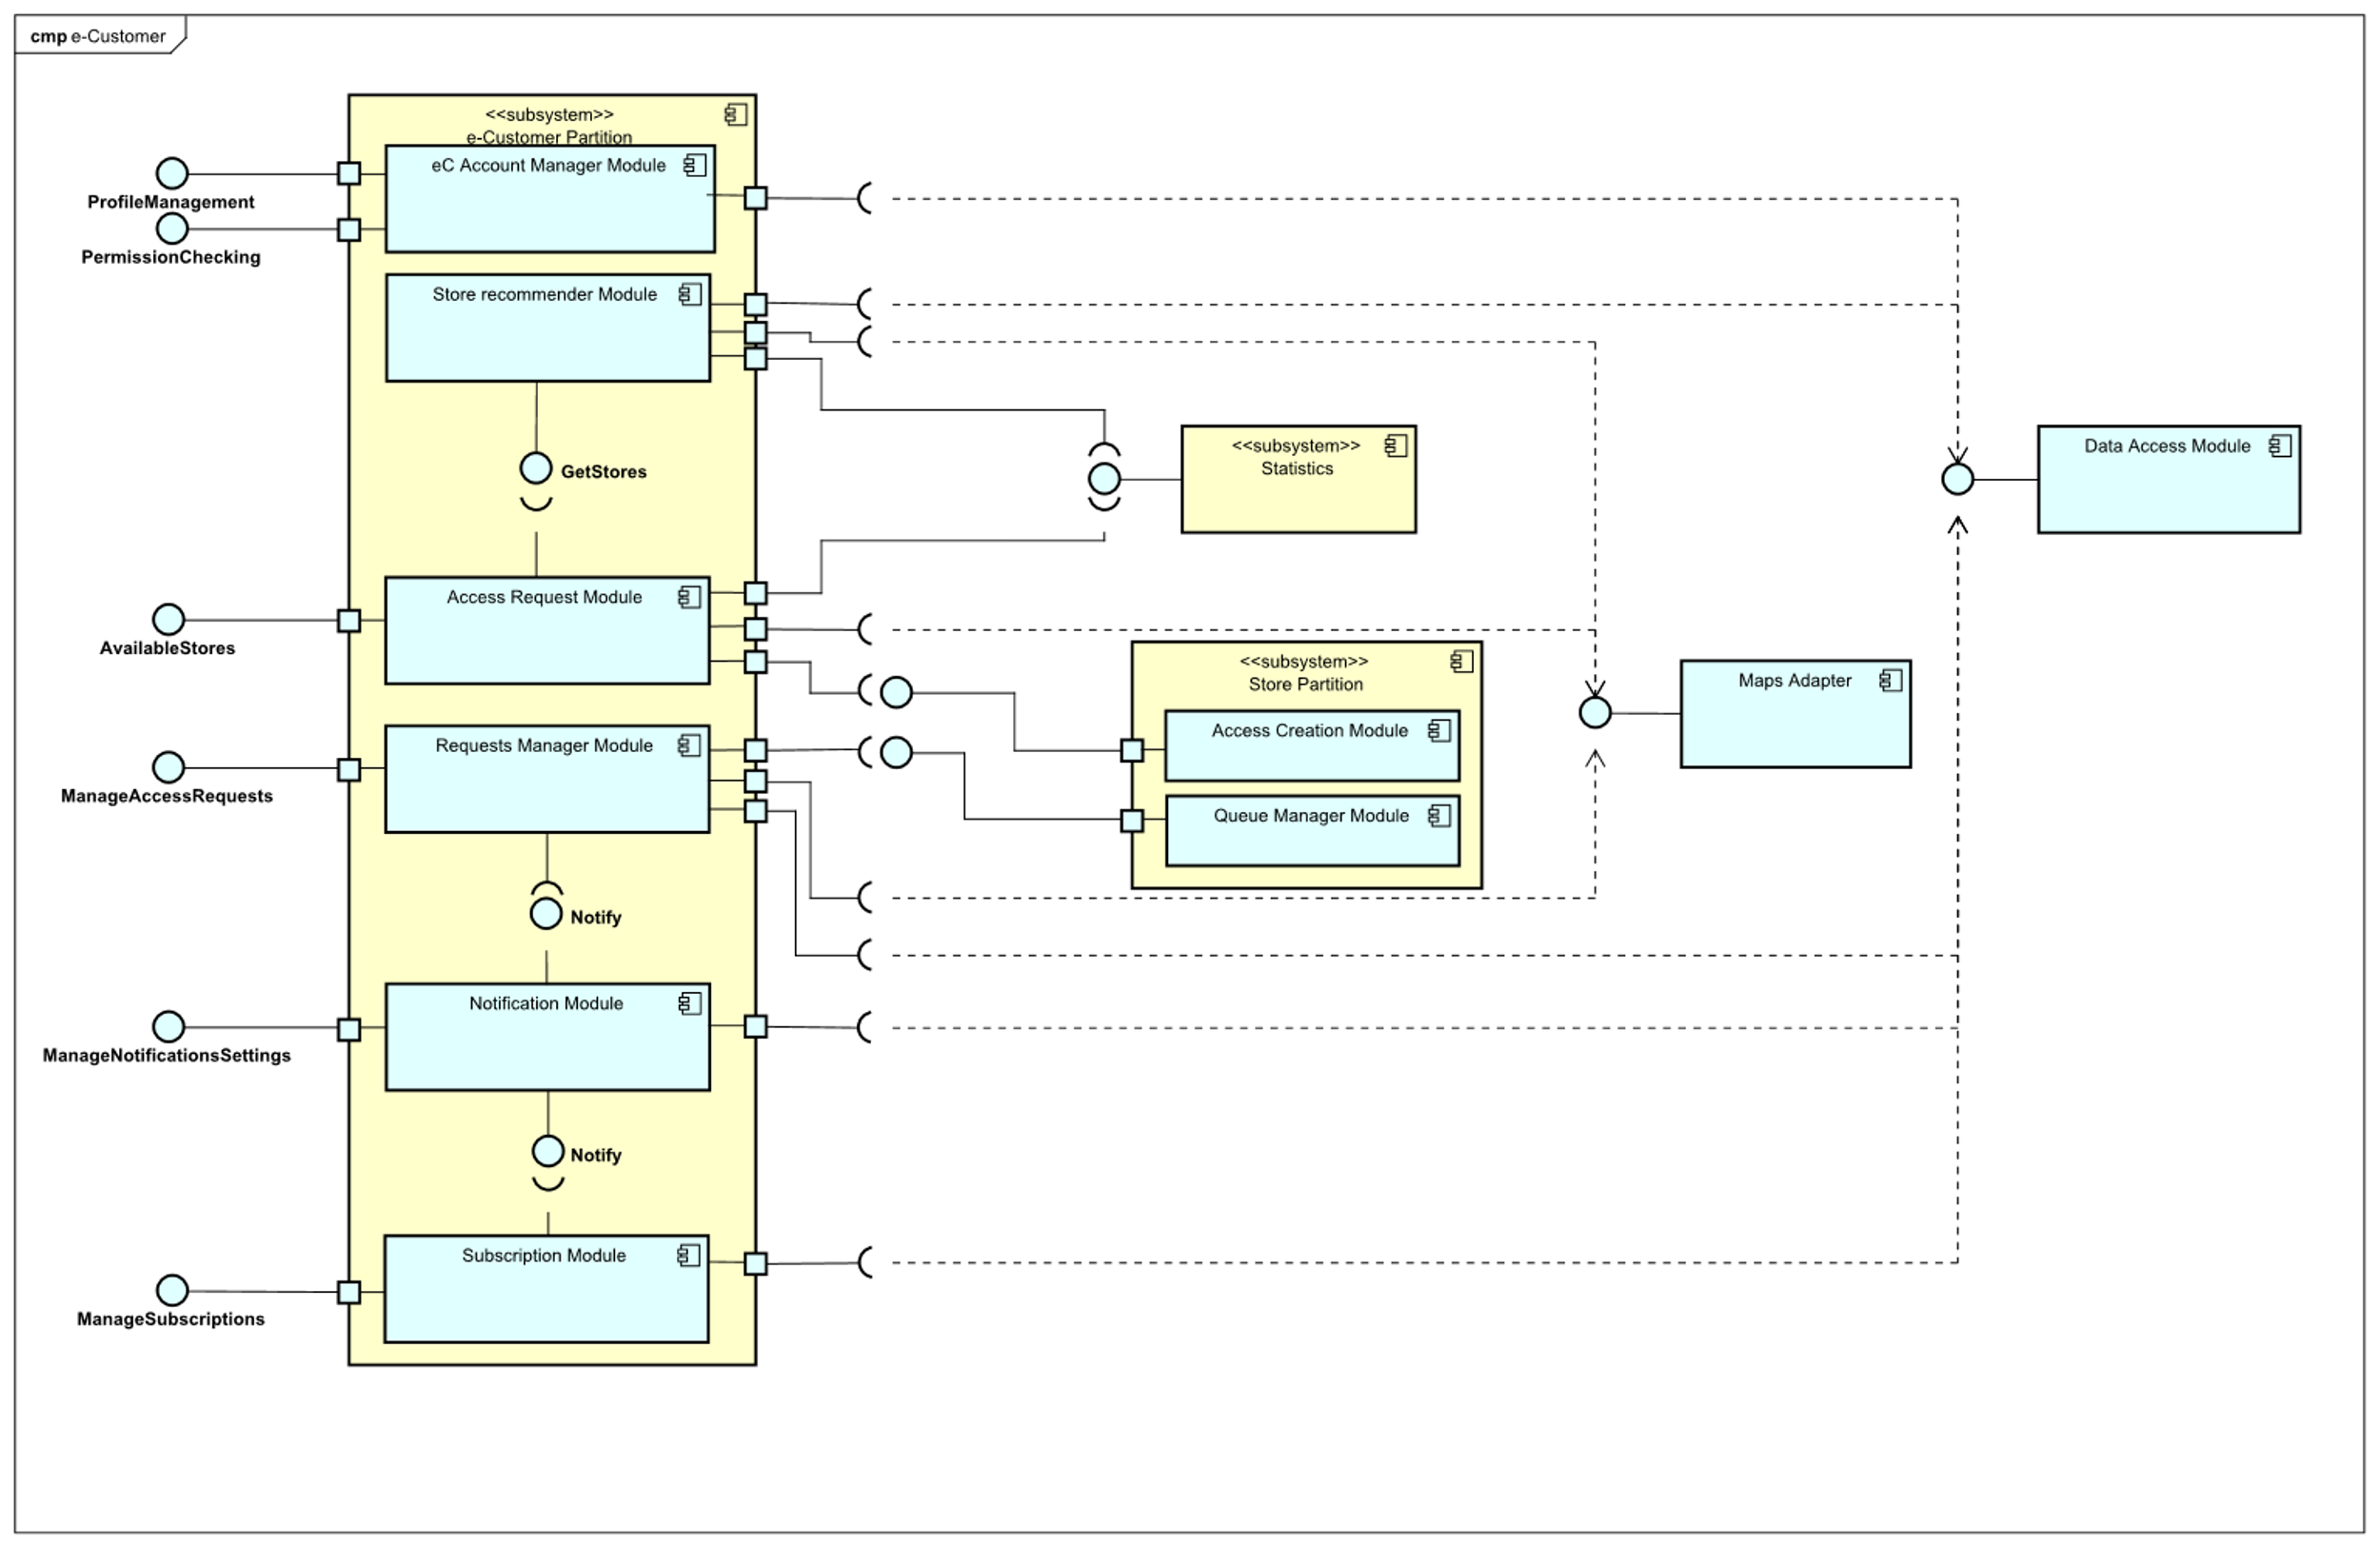 cmp e-Customer
<<subsystem>>
e-Customer Partition
eC Account Manager Module
ProfileManagement
PermissionChecking
Store recommender Module
GetStores
<<subsystem>>
Statistics
Data Access Module
Access Request Module
AvailableStores
<<subsystem>>
Store Partition
Maps Adapter
Access Creation Module
Requests Manager Module
ManageAccessRequests
Queue Manager Module
Notify
Notification Module
ManageNotificationsSettings
Notify
Subscription Module
ManageSubscriptions